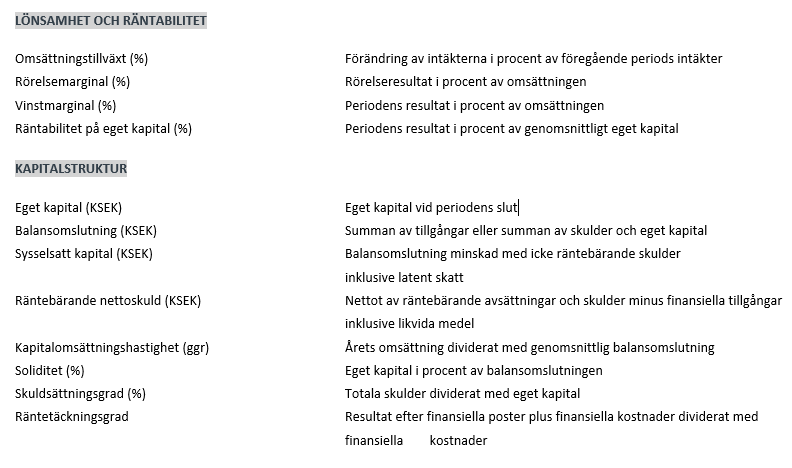 LÖNSAMHET OCH RÄNTABILITET
Omsättningstillväxt (%) Förändring av intäkterna i procent av föregående periods intäkter
Rörelsemarginal (%) Rörelseresultat i procent av omsättningen
Vinstmarginal (%) Periodens resultat i procent av omsättningen
Räntabilitet på eget kapital (%) Periodens resultat i procent av genomsnittligt eget kapital
KAPITALSTRUKTUR
Eget kapital (KSEK) Eget kapital vid periodens slut
Balansomslutning (KSEK) Summan av tillgångar eller summan av skulder och eget kapital
Sysselsatt kapital (KSEK) Balansomslutning minskad med icke räntebärande skulder
inklusive latent skatt
Räntebärande nettoskuld (KSEK) Nettot av räntebärande avsättningar och skulder minus finansiella tillgångar
inklusive likvida medel
Kapitalomsättningshastighet (ggr) Årets omsättning dividerat med genomsnittlig balansomslutning
Soliditet (%) Eget kapital i procent av balansomslutningen
Skuldsättningsgrad (%) Totala skulder dividerat med eget kapital
Räntetäckningsgrad Resultat efter finansiella poster plus finansiella kostnader dividerat med
finansiella kostnader